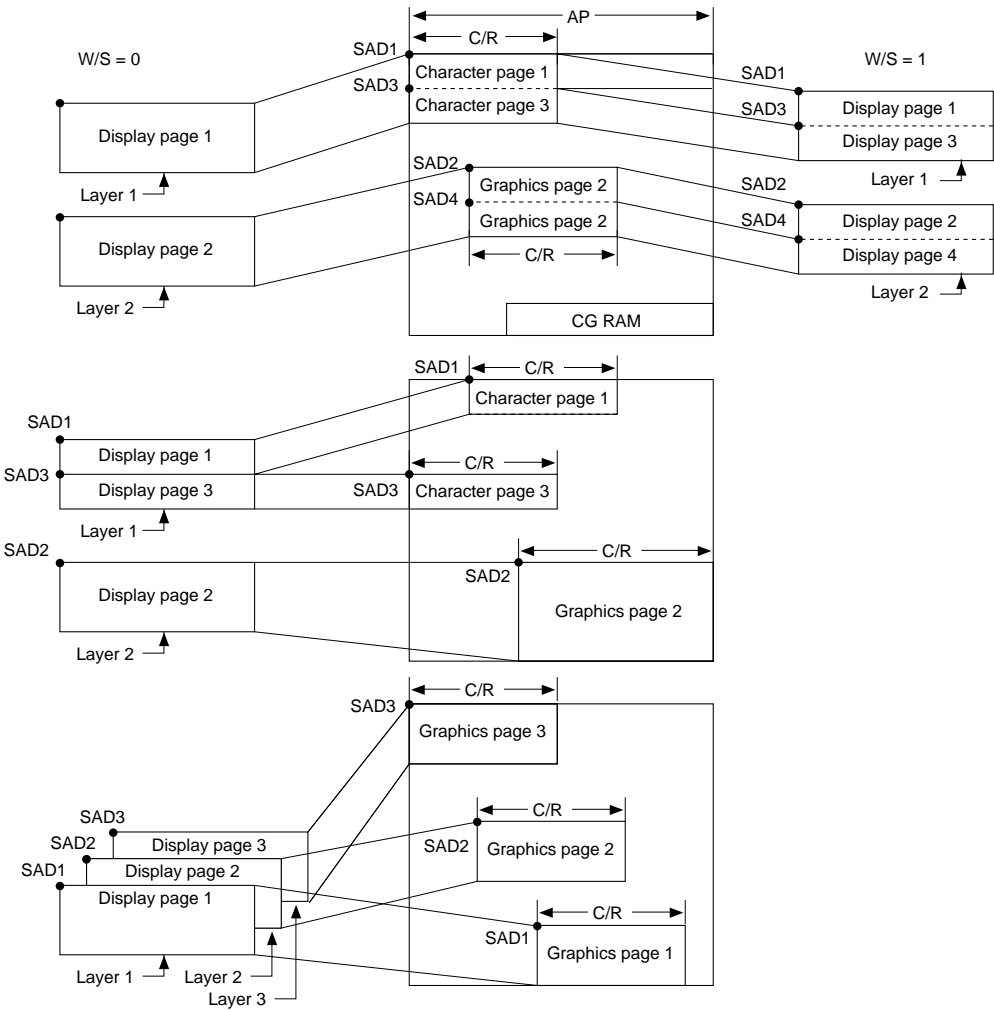 AP
C/R
W/S = 0
SAD1
W/S = 1
Character page 1
SAD1
SAD3
Character page 3
SAD3
Display page 1
Display page 1
Display page 3
Layer 1
SAD2
Layer 1
Graphics page 2
SAD2
SAD4
Graphics page 2
SAD4
Display page 2
Display page 2
C/R
Display page 4
Layer 2
Layer 2
CG RAM
SAD1
C/R
Character page 1
SAD1
Display page 1
C/R
SAD3
Display page 3
SAD3
Character page 3
Layer 1
SAD2
C/R
SAD2
Display page 2
Graphics page 2
Layer 2
C/R
SAD3
Graphics page 3
C/R
SAD3
Display page 3
SAD2
SAD2
Graphics page 2
SAD1
Display page 2
Display page 1
C/R
SAD1
Graphics page 1
Layer 1
Layer 2
Layer 3